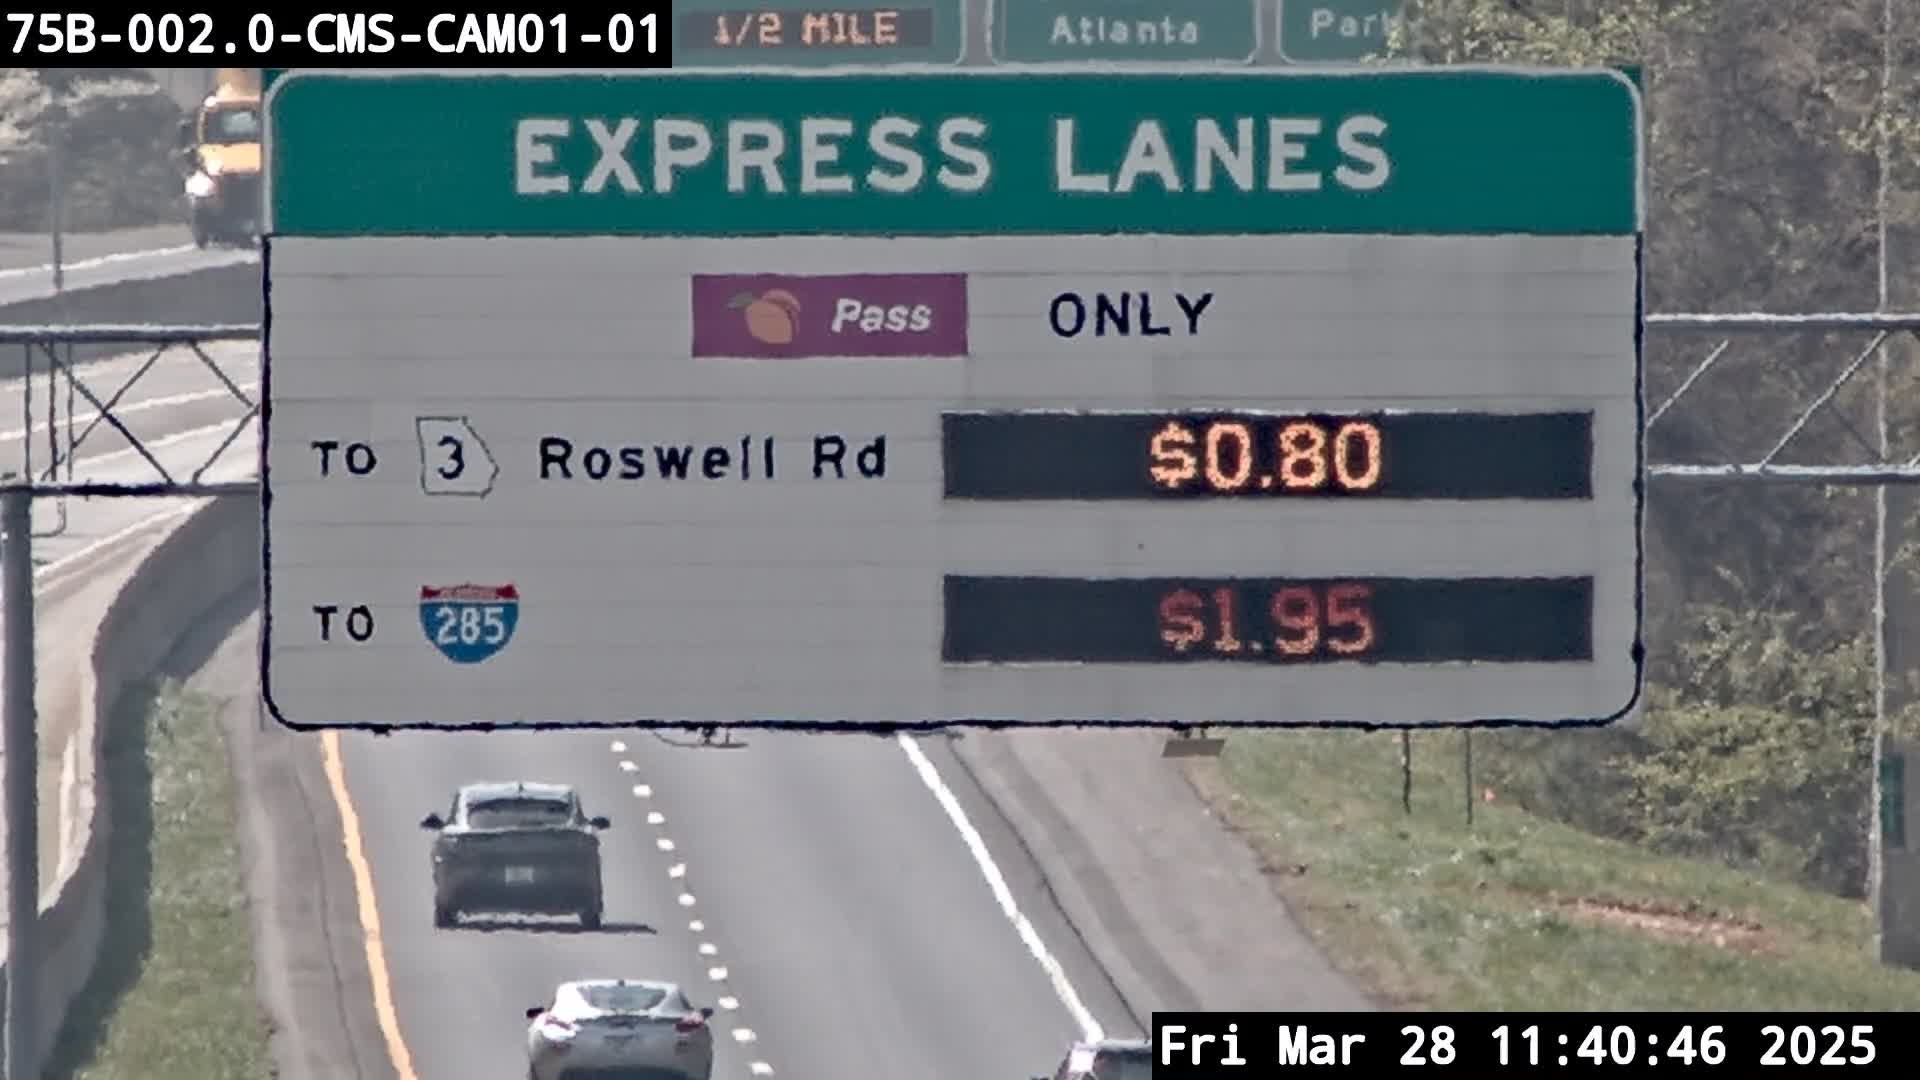 75B-002.0-CMS-CAM01-01
1/2 MILE
Atlanta
EXPRESS LANES
Pass ONLY
TO 3 Roswell Rd $0.80
TO 285 $1.95
Fri Mar 28 11:40:46 2025